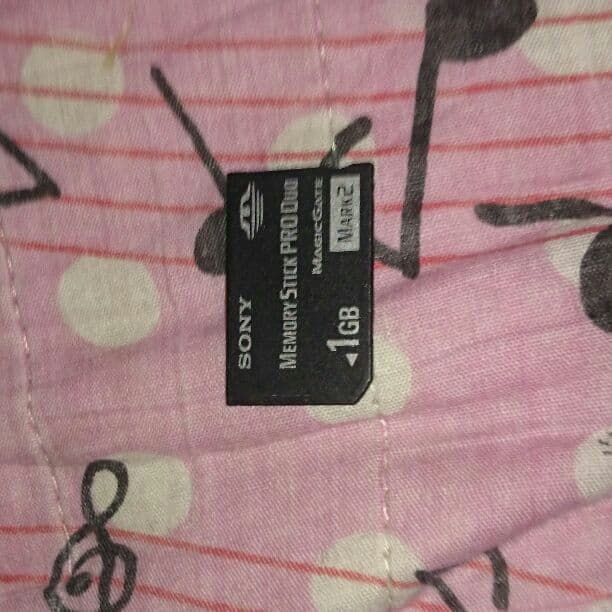 SONY
MEMORY STICK PRO DUO
MAGICGATE
MARK2
1GB